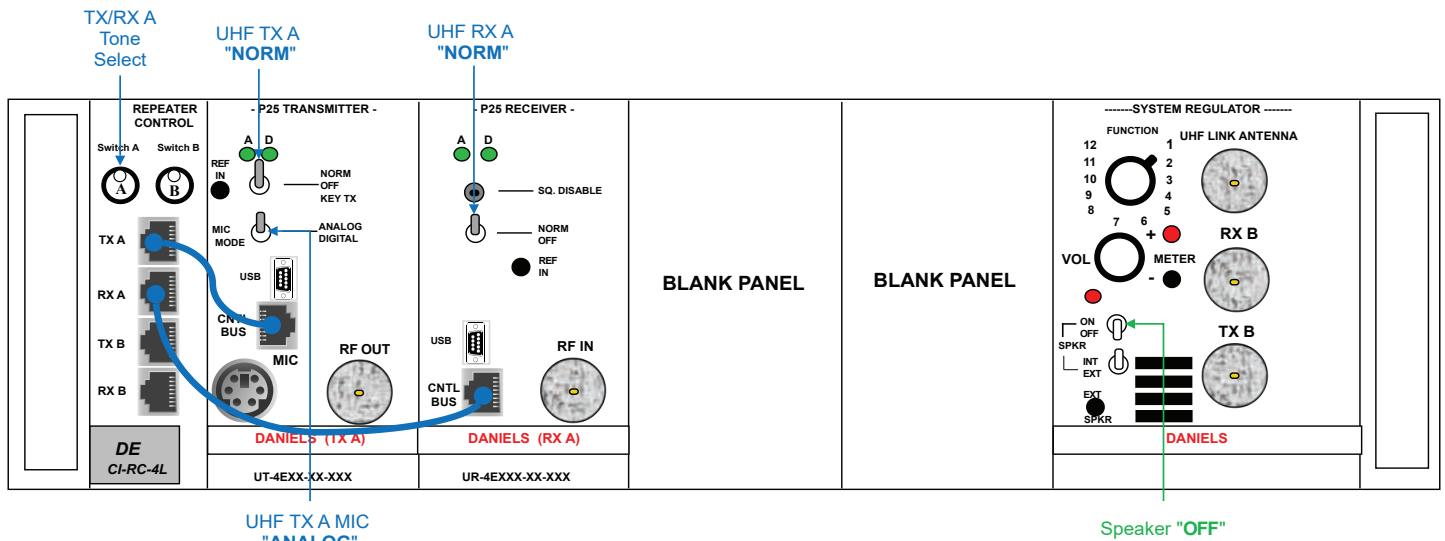 TX/RX A
Tone
Select
UHF TX A
"NORM"
UHF RX A
"NORM"
REPEATER
CONTROL
Switch A
Switch B
A
B
TX A
RX A
TX B
RX B
DE
CI-RC-4L
- P25 TRANSMITTER -
A D
REF
IN
NORM
OFF
KEY TX
MIC
MODE
ANALOG
DIGITAL
USB
CNTL
BUS
MIC
RF OUT
DANIELS (TX A)
UT-4EXX-XX-XXX
- P25 RECEIVER -
A D
SQ. DISABLE
NORM
OFF
REF
IN
USB
CNTL
BUS
RF IN
DANIELS (RX A)
UR-4EXXX-XX-XXX
BLANK PANEL
BLANK PANEL
-------SYSTEM REGULATOR -------
FUNCTION
12
11
10
9
8
7
6
5
4
3
2
1
UHF LINK ANTENNA
VOL
+
METER
-
RX B
ON
OFF
SPKR
INT
EXT
EXT
SPKR
TX B
DANIELS
UHF TX A MIC
"ANALOG"
Speaker "OFF"